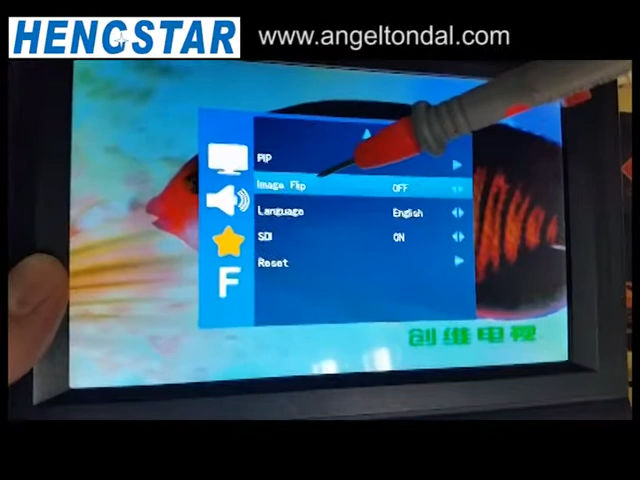 HENGSTAR www.angeltondal.com
PIP
Image Flip OFF
Language English
SDI ON
Reset
F
创维电视